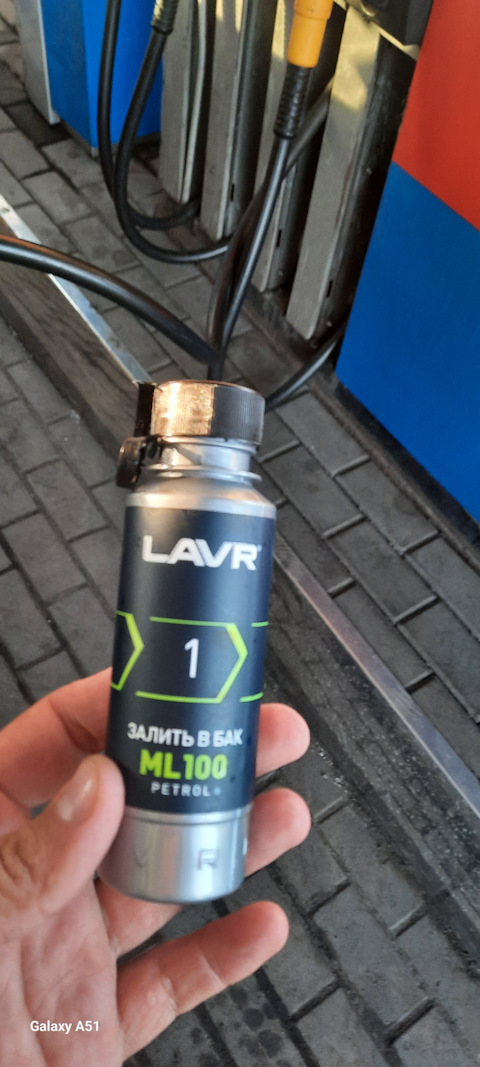 LAVR
1
ЗАЛИТЬ В БАК
ML100
PETROL+
V R
Galaxy A51